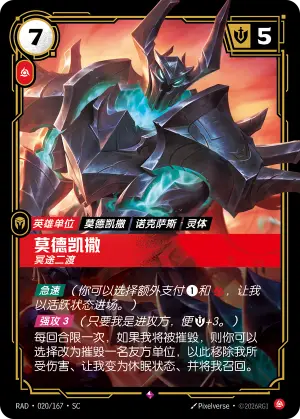 7
5
英雄单位 莫德凯撒 诺克萨斯 灵体
莫德凯撒
冥途二渡
急速 (你可以选择额外支付1和 , 让我
以活跃状态进场。)
强攻 3 (只要我是进攻方，便 +3。)
每回合限一次，如果我将被摧毁，则你可以
选择改为摧毁一名友方单位，以此移除我所
受伤害、让我变为休眠状态、并将我召回。
RAD · 020/167 · SC Pixelverse ©2026RGI